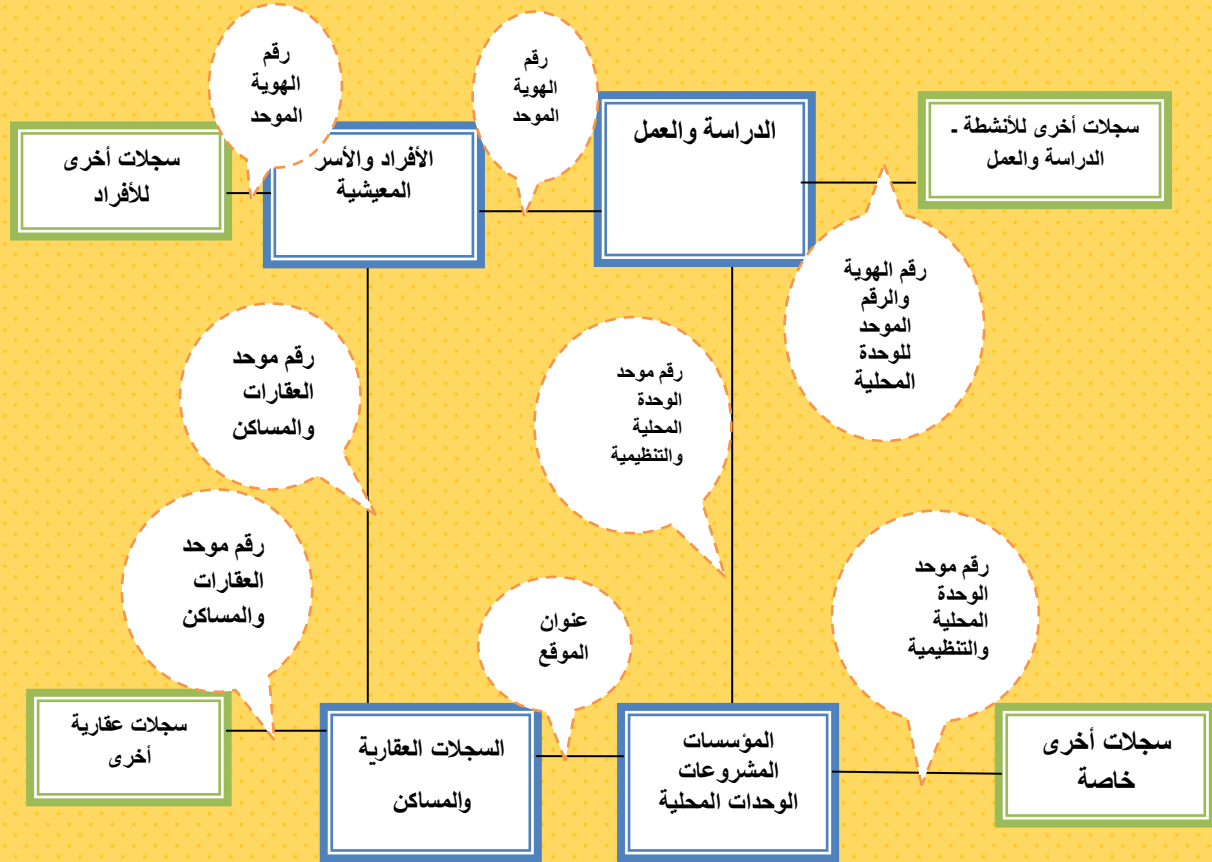 رقم
الهوية
الموحد
رقم
الهوية
الموحد
سجلات أخرى للأنشطة ـ
الدراسة والعمل
الدراسة والعمل
الأفراد والأسر
المعيشية
سجلات أخرى
للأفراد
رقم الهوية
والرقم
الموحد
للوحدة
المحلية
رقم موحد
الوحدة
المحلية
والتنظيمية
رقم موحد
العقارات
والمساكن
رقم موحد
العقارات
والمساكن
رقم موحد
الوحدة
المحلية
والتنظيمية
عنوان
الموقع
سجلات أخرى
خاصة
المؤسسات
المشروعات
الوحدات المحلية
السجلات العقارية
والمساكن
سجلات عقارية
أخرى